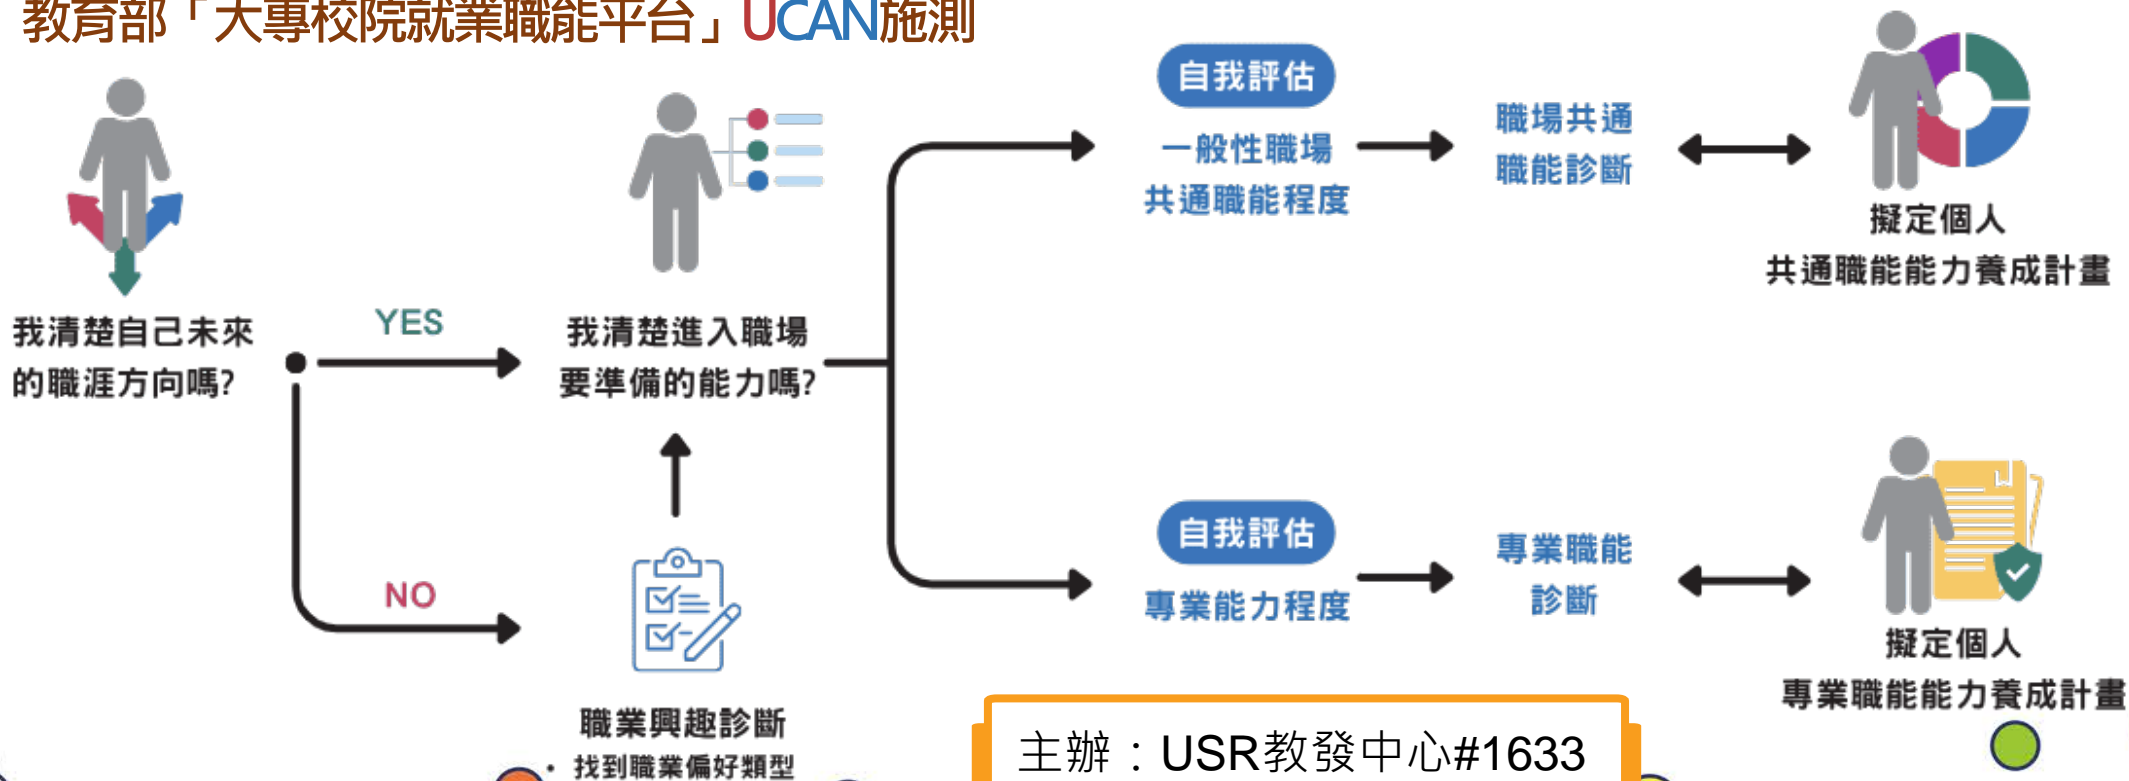 教育部「大專校院就業職能平台」UCAN施測
我清楚自己未來
的職涯方向嗎?
YES
NO
我清楚進入職場
要準備的能力嗎?
職業興趣診斷
• 找到職業偏好類型
自我評估
一般性職場
共通職能程度
職場共通
職能診斷
擬定個人
共通職能能力養成計畫
自我評估
專業能力程度
專業職能
診斷
擬定個人
專業職能能力養成計畫
主辦：USR教發中心#1633